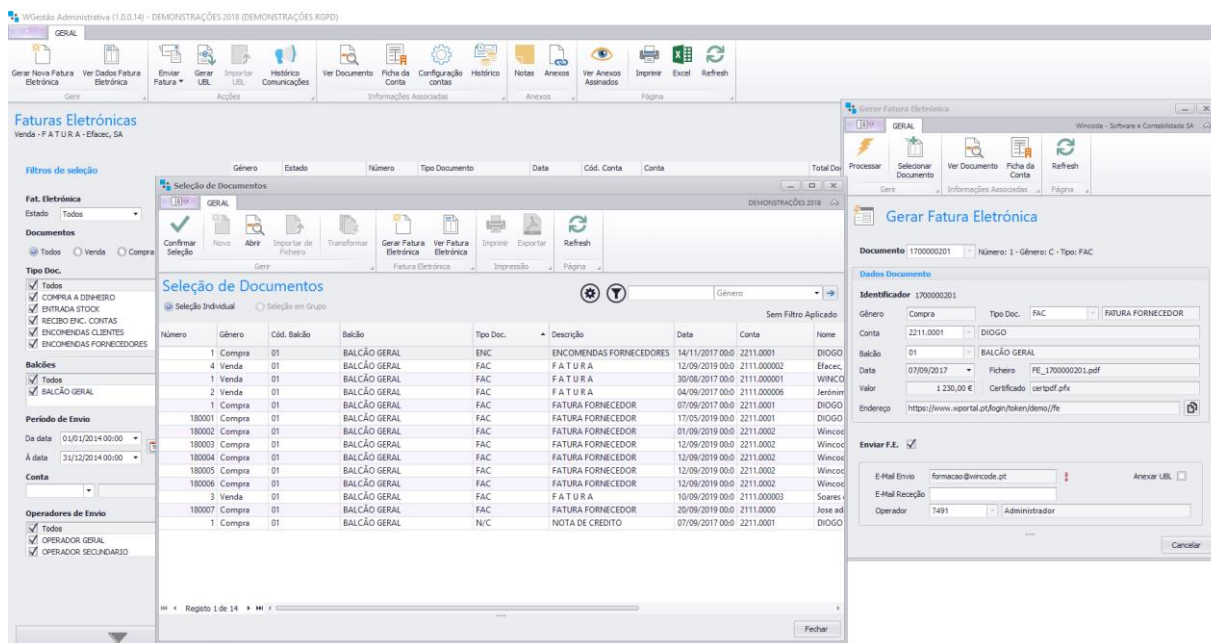 WGestão Administrativa (1.0.0.14) - DEMONSTRAÇÕES 2018 (DEMONSTRAÇÕES RGPD)
GERAL
Gerar Nova Fatura Eletrónica Ver Dados Fatura Eletrónica Enviar Fatura Gerar UBL Importar UBL Histórico Comunicações Ver Documento Ficha da Conta Configuração contas Histórico Notas Anexos Ver Anexos Assinados Imprimir Excel Refresh
Gerir Acções Informações Associadas Anexos Página
Faturas Eletrónicas
Venda - F A T U R A - Efacec, SA
Filtros de seleção
Género Estado Número Tipo Documento Data Cód. Conta Conta Total Do
Fat. Eletrónica
Estado Todos
Documentos
Todos Venda Compra
Tipo Doc.
Todos
COMPRA A DINHEIRO
ENTRADA STOCK
RECIBO ENC. CONTAS
ENCOMENDAS CLIENTES
ENCOMENDAS FORNECEDORES
Balcões
Todos
BALCÃO GERAL
Período de Envio
Da data 01/01/2014 00:00
À data 31/12/2014 00:00
Conta
Operadores de Envio
Todos
OPERADOR GERAL
OPERADOR SECUNDARIO
Seleção de Documentos
GERAL DEMONSTRAÇÕES 2018
Confirmar Seleção Novo Abrir Importar de Ficheiro Transformar Gerar Fatura Eletrónica Ver Fatura Eletrónica Imprimir Exportar Refresh
Gerir Fatura Eletrónica Impressão Página
Seleção de Documentos
Seleção Individual Seleção em Grupo Género
Sem Filtro Aplicado
Número Género Cód. Balcão Balcão Tipo Doc. Descrição Data Conta Nome
1 Compra 01 BALCÃO GERAL ENC ENCOMENDAS FORNECEDORES 14/11/2017 00:0 2211.0001 DIOGO
4 Venda 01 BALCÃO GERAL FAC F A T U R A 12/09/2019 00:0 2111.000002 Efacec,
1 Venda 01 BALCÃO GERAL FAC F A T U R A 30/08/2017 00:0 2111.000001 WINCO
2 Venda 01 BALCÃO GERAL FAC F A T U R A 04/09/2017 00:0 2111.000006 Jerónim
1 Compra 01 BALCÃO GERAL FAC FATURA FORNECEDOR 07/09/2017 00:0 2211.0001 DIOGO
180001 Compra 01 BALCÃO GERAL FAC FATURA FORNECEDOR 17/05/2019 00:0 2211.0001 DIOGO
180002 Compra 01 BALCÃO GERAL FAC FATURA FORNECEDOR 01/09/2019 00:0 2211.0002 Wincoc
180003 Compra 01 BALCÃO GERAL FAC FATURA FORNECEDOR 12/09/2019 00:0 2211.0002 Wincoc
180004 Compra 01 BALCÃO GERAL FAC FATURA FORNECEDOR 12/09/2019 00:0 2211.0002 Wincoc
180005 Compra 01 BALCÃO GERAL FAC FATURA FORNECEDOR 12/09/2019 00:0 2211.0002 Wincoc
180006 Compra 01 BALCÃO GERAL FAC FATURA FORNECEDOR 12/09/2019 00:0 2211.0002 Wincoc
3 Venda 01 BALCÃO GERAL FAC F A T U R A 10/09/2019 00:0 2111.000003 Soares
180007 Compra 01 BALCÃO GERAL FAC FATURA FORNECEDOR 20/09/2019 00:0 2211.0000 Jose ad
1 Compra 01 BALCÃO GERAL N/C NOTA DE CREDITO 07/09/2017 00:0 2211.0001 DIOGO
Registo 1 de 14
Fechar
Gerar Fatura Eletrónica
GERAL Wincode - Software e Contabilidade SA
Processar Selecionar Documento Ver Documento Ficha da Conta Refresh
Gerir Informações Associadas Página
Gerar Fatura Eletrónica
Documento 1700000201 Número: 1 - Género: C - Tipo: FAC
Dados Documento
Identificador 1700000201
Género Compra Tipo Doc. FAC FATURA FORNECEDOR
Conta 2211.0001 DIOGO
Balcão 01 BALCÃO GERAL
Data 07/09/2017 Ficheiro FE_1700000201.pdf
Valor 1 230,00 € Certificado certpdf.pfx
Endereço https://www.wportal.pt/login/token/demo//fe
Enviar F.E.
E-Mail Envio formacao@wincode.pt Anexar UBL
E-Mail Receção
Operador 7491 Administrador
Cancelar